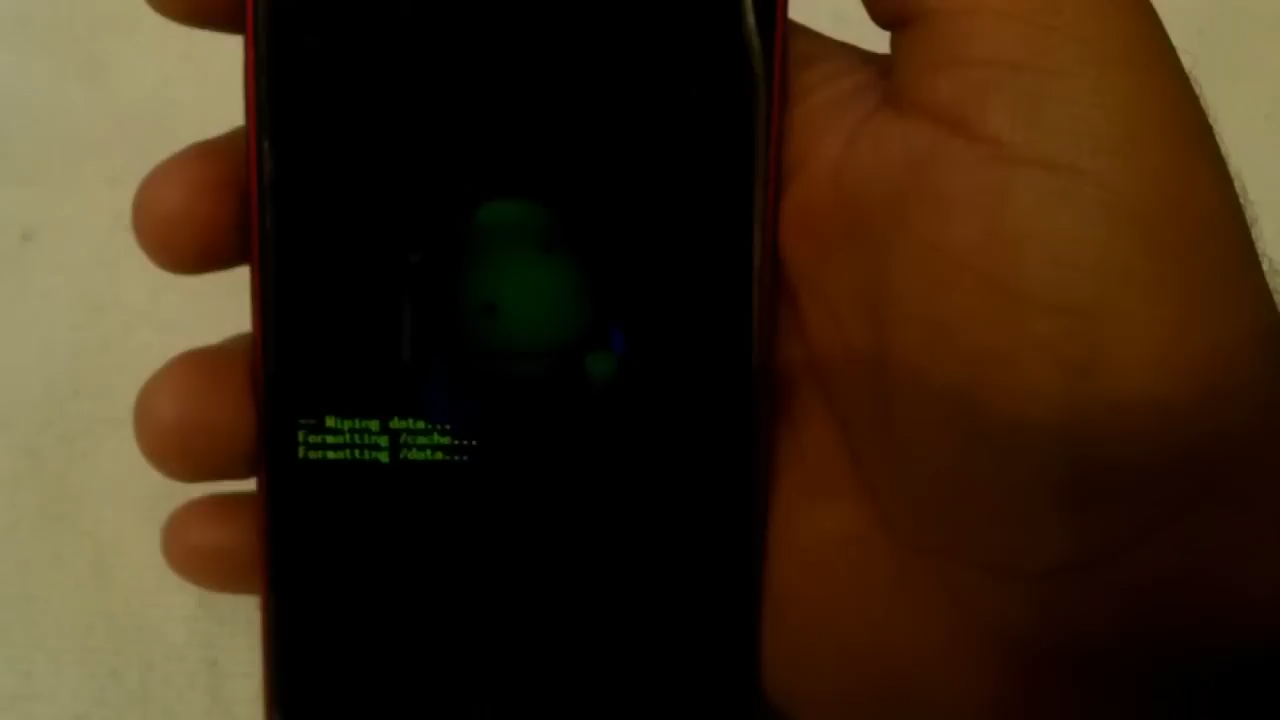 -- Wiping data...
Formatting /cache...
Formatting /data...